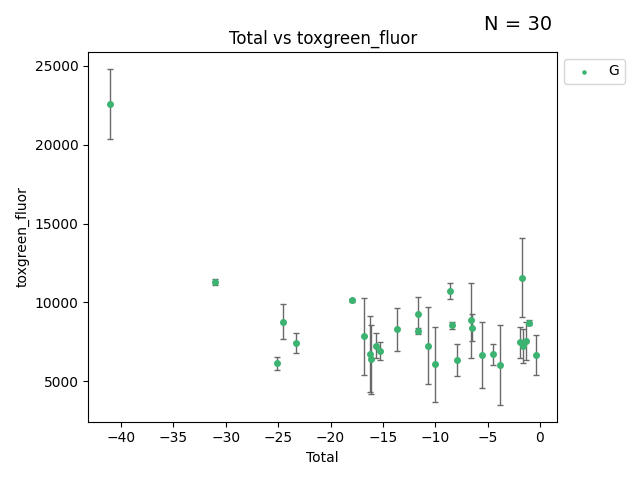 N = 30
Total vs toxgreen_fluor
G
25000
20000
15000
10000
5000
toxgreen_fluor
−40 −35 −30 −25 −20 −15 −10 −5 0
Total